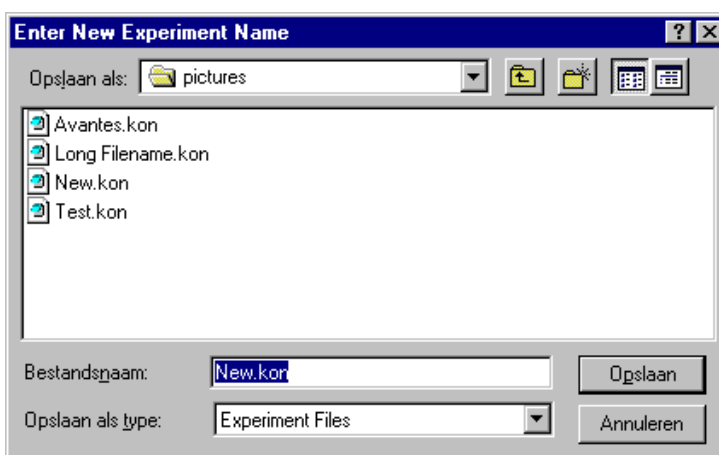 Enter New Experiment Name
Opslaan als: pictures
Avantes.kon
Long Filename.kon
New.kon
Test.kon
Bestandsnaam: New.kon Opslaan
Opslaan als type: Experiment Files Annuleren